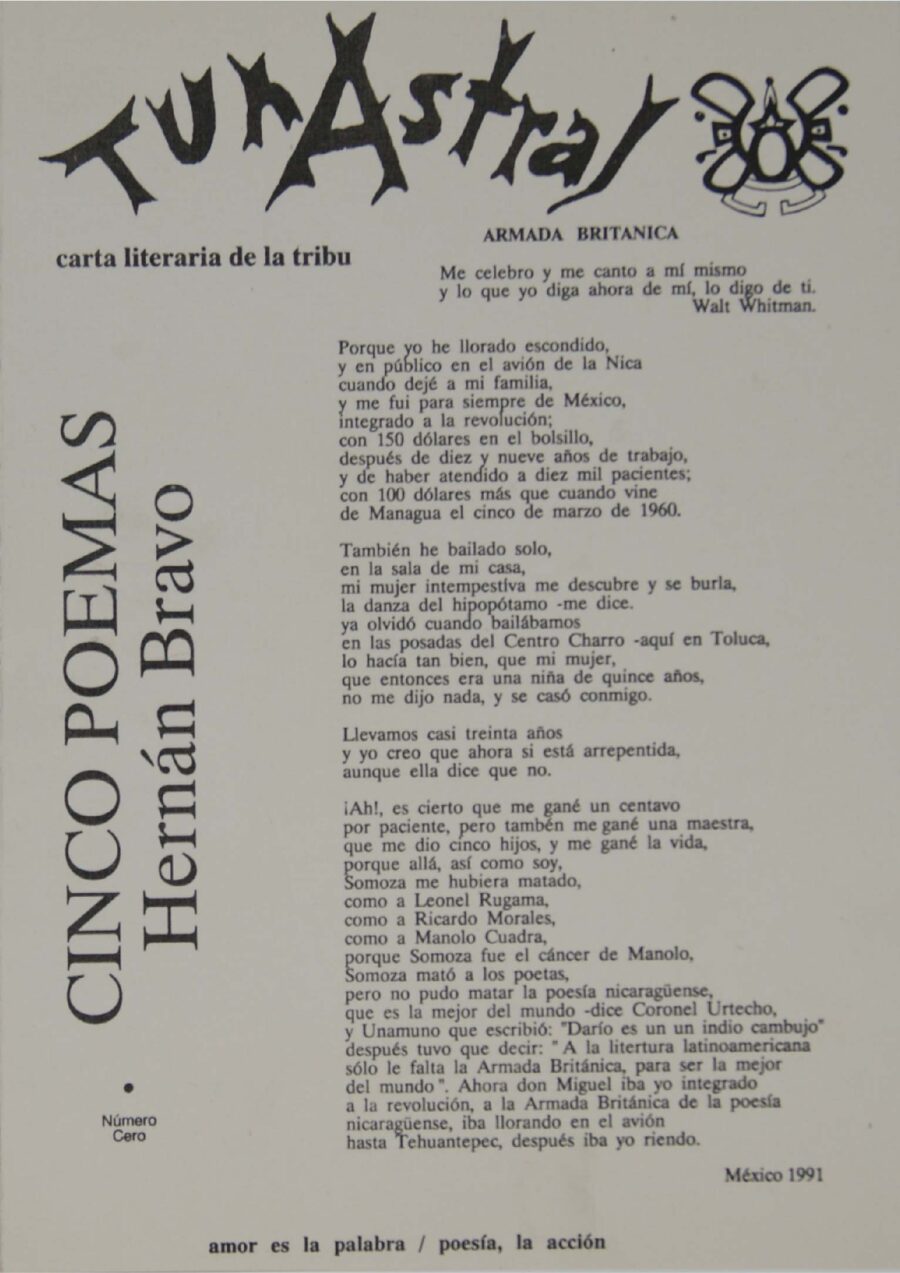 TunAstral
carta literaria de la tribu
ARMADA BRITANICA
Me celebro y me canto a mí mismo
y lo que yo diga ahora de mí, lo digo de ti.
Walt Whitman.
CINCO POEMAS
Hernán Bravo
Número
Cero
Porque yo he llorado escondido,
y en público en el avión de la Nica
cuando dejé a mi familia,
y me fui para siempre de México,
integrado a la revolución;
con 150 dólares en el bolsillo,
después de diez y nueve años de trabajo,
y de haber atendido a diez mil pacientes;
con 100 dólares más que cuando vine
de Managua el cinco de marzo de 1960.
También he bailado solo,
en la sala de mi casa,
mi mujer intempestíva me descubre y se burla,
la danza del hipopótamo -me dice.
ya olvidó cuando bailábamos
en las posadas del Centro Charro -aquí en Toluca,
lo hacía tan bien, que mi mujer,
que entonces era una niña de quince años,
no me dijo nada, y se casó conmigo.
Llevamos casi treinta años
y yo creo que ahora si está arrepentida,
aunque ella dice que no.
¡Ah!, es cierto que me gané un centavo
por paciente, pero tambén me gané una maestra,
que me dio cinco hijos, y me gané la vida,
porque allá, así como soy,
Somoza me hubiera matado,
como a Leonel Rugama,
como a Ricardo Morales,
como a Manolo Cuadra,
porque Somoza fue el cáncer de Manolo,
Somoza mató a los poetas,
pero no pudo matar la poesía nicaragüense,
que es la mejor del mundo -dice Coronel Urtecho,
y Unamuno que escribió: "Darío es un un indio cambujo"
después tuvo que decir: " A la litertura latinoamericana
sólo le falta la Armada Británica, para ser la mejor
del mundo ". Ahora don Miguel iba yo integrado
a la revolución, a la Armada Británica de la poesía
nicaragüense, iba llorando en el avión
hasta Tehuantepec, después iba yo riendo.
México 1991
amor es la palabra / poesía, la acción